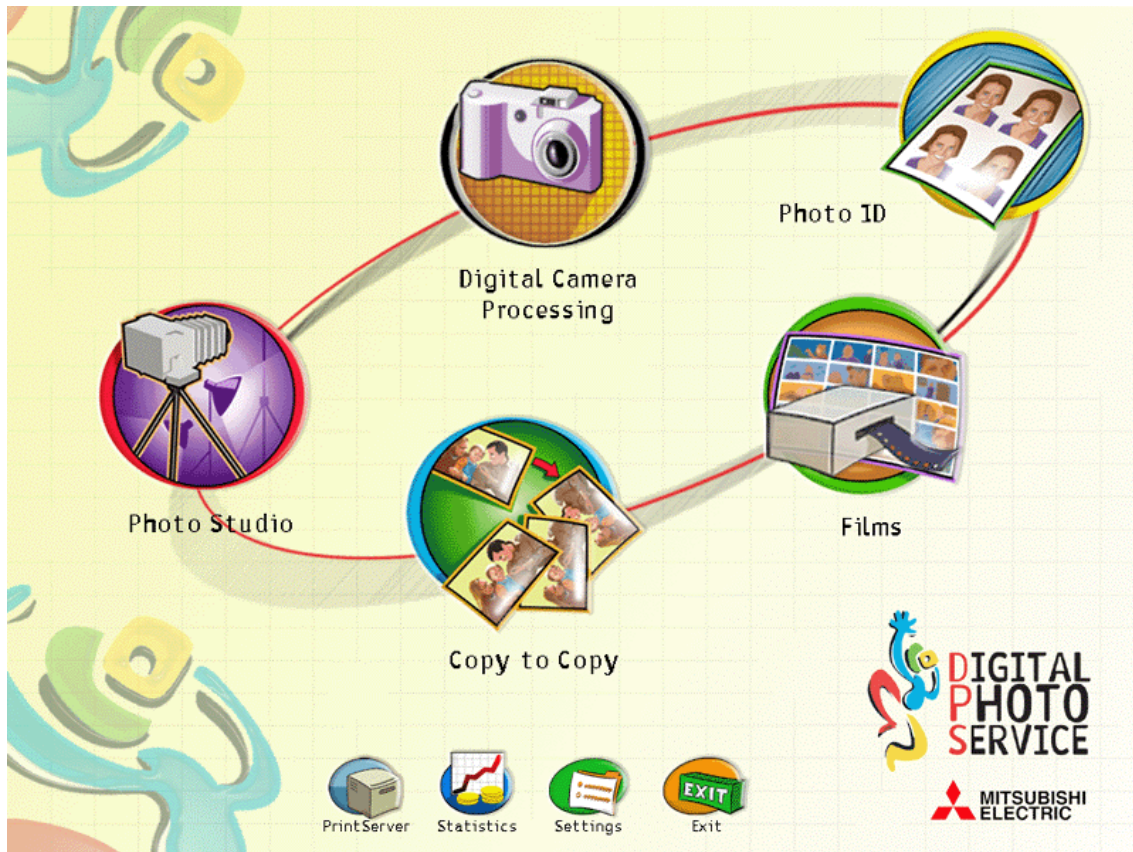 Digital Camera
Processing
Photo ID
Photo Studio
Films
Copy to Copy
DIGITAL
PHOTO
SERVICE
MITSUBISHI
ELECTRIC
EXIT
PrintServer
Statistics
Settings
Exit